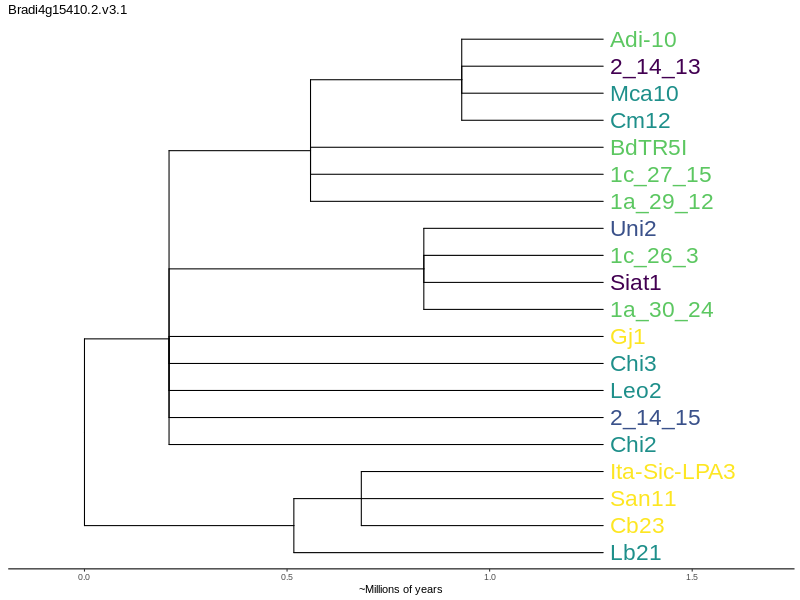 Bradi4g15410.2.v3.1
Adi-10
2_14_13
Mca10
Cm12
BdTR5I
1c_27_15
1a_29_12
Uni2
1c_26_3
Siat1
1a_30_24
Gj1
Chi3
Leo2
2_14_15
Chi2
Ita-Sic-LPA3
San11
Cb23
Lb21
0.0 0.5 1.0 1.5
~Millions of years